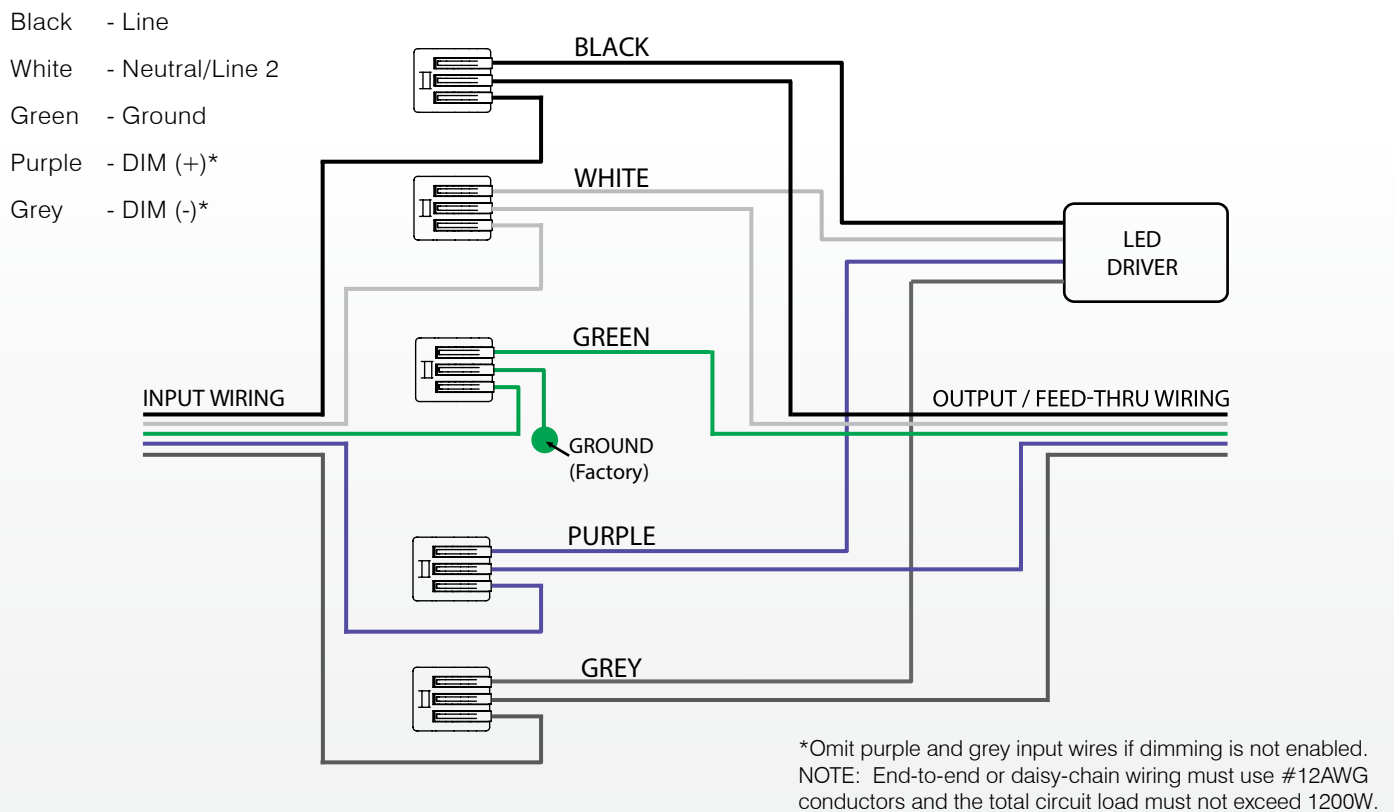 Black - Line
White - Neutral/Line 2
Green - Ground
Purple - DIM (+)*
Grey - DIM (-)*
BLACK
WHITE
LED
DRIVER
GREEN
INPUT WIRING
OUTPUT / FEED-THRU WIRING
GROUND
(Factory)
PURPLE
GREY
*Omit purple and grey input wires if dimming is not enabled.
NOTE: End-to-end or daisy-chain wiring must use #12AWG
conductors and the total circuit load must not exceed 1200W.